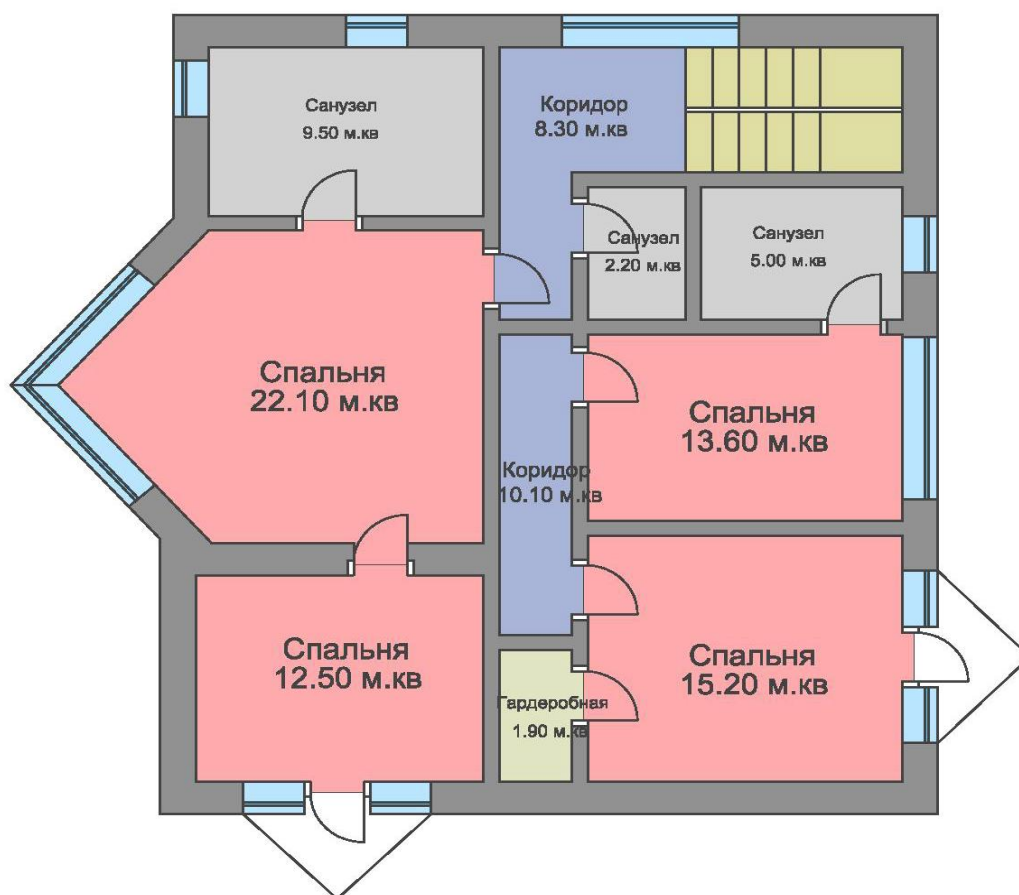 Санузел
9.50 м.кв
Коридор
8.30 м.кв
Санузел
2.20 м.кв
Санузел
5.00 м.кв
Спальня
22.10 м.кв
Спальня
13.60 м.кв
Коридор
10.10 м.кв
Спальня
12.50 м.кв
Гардеробная
1.90 м.кв
Спальня
15.20 м.кв